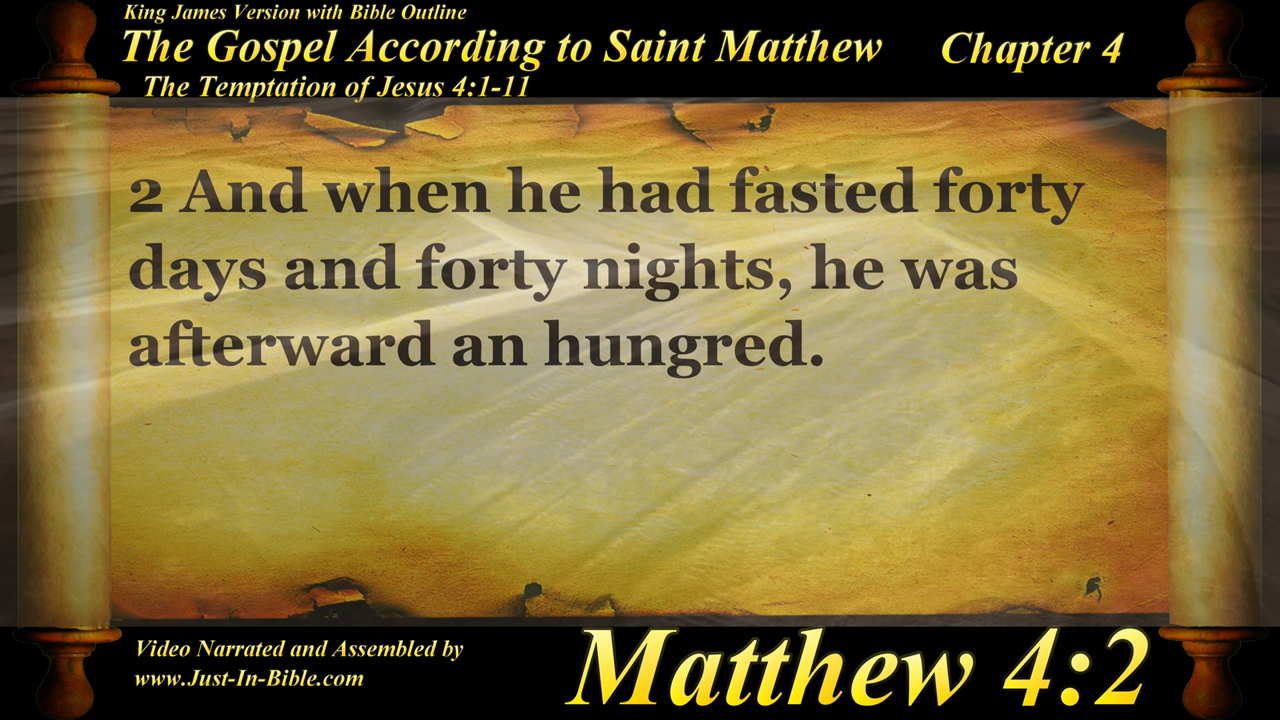 King James Version with Bible Outline
The Gospel According to Saint Matthew Chapter 4
The Temptation of Jesus 4:1-11
2 And when he had fasted forty
days and forty nights, he was
afterward an hungred.
Video Narrated and Assembled by
www.Just-In-Bible.com
Matthew 4:2